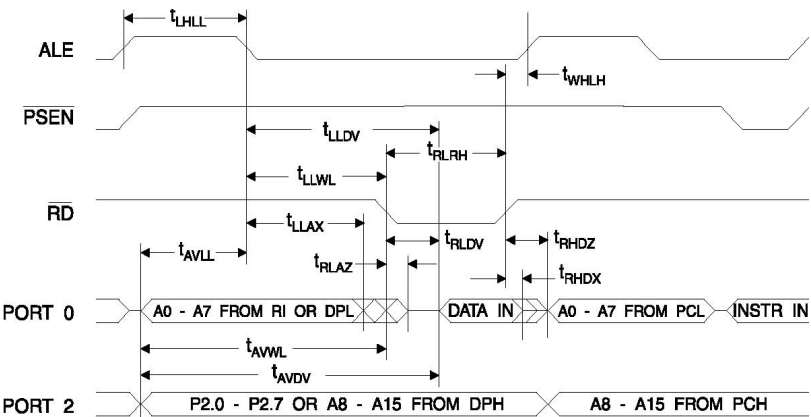 tLHLL
ALE
tWHLH
PSEN
tLLDV
tRLRH
tLLWL
RD
tLLAX
tRLDV
tRHDZ
tAVLL
tRLAZ
tRHDX
PORT 0 A0 - A7 FROM RI OR DPL DATA IN A0 - A7 FROM PCL INSTR IN
tAVWL
tAVDV
PORT 2 P2.0 - P2.7 OR A8 - A15 FROM DPH A8 - A15 FROM PCH